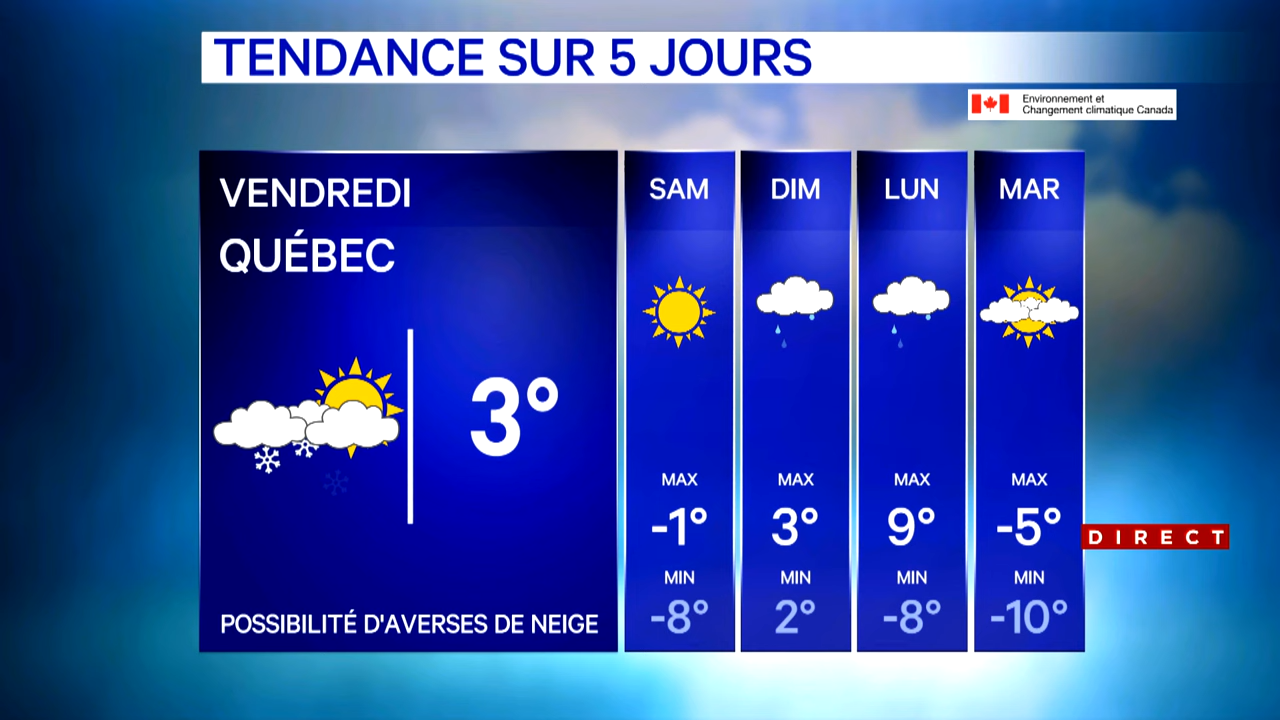 TENDANCE SUR 5 JOURS
Environnement et
Changement climatique Canada
VENDREDI
QUÉBEC
3°
POSSIBILITÉ D'AVERSES DE NEIGE
SAM
MAX
-1°
MIN
-8°
DIM
MAX
3°
MIN
2°
LUN
MAX
9°
MIN
-8°
MAR
MAX
-5°
MIN
-10°
DIRECT